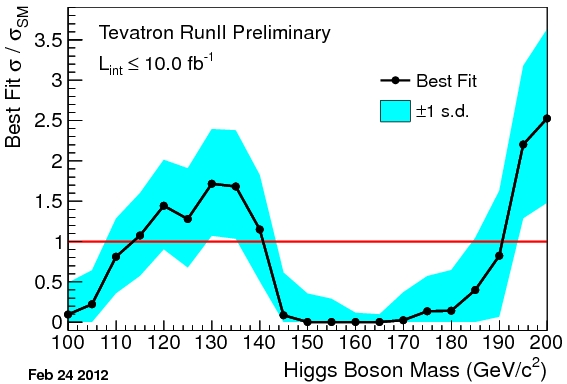 Tevatron RunII Preliminary
L_int ≤ 10.0 fb⁻¹
Best Fit
±1 s.d.
Best Fit σ / σ_SM
3.5
3
2.5
2
1.5
1
0.5
0
100 110 120 130 140 150 160 170 180 190 200
Higgs Boson Mass (GeV/c²)
Feb 24 2012